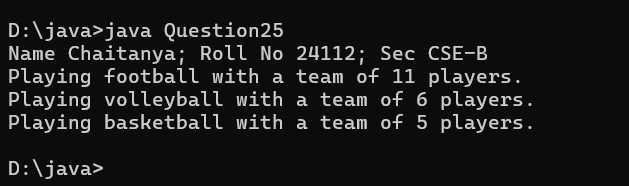 D:\java>java Question25
Name Chaitanya; Roll No 24112; Sec CSE-B
Playing football with a team of 11 players.
Playing volleyball with a team of 6 players.
Playing basketball with a team of 5 players.
D:\java>